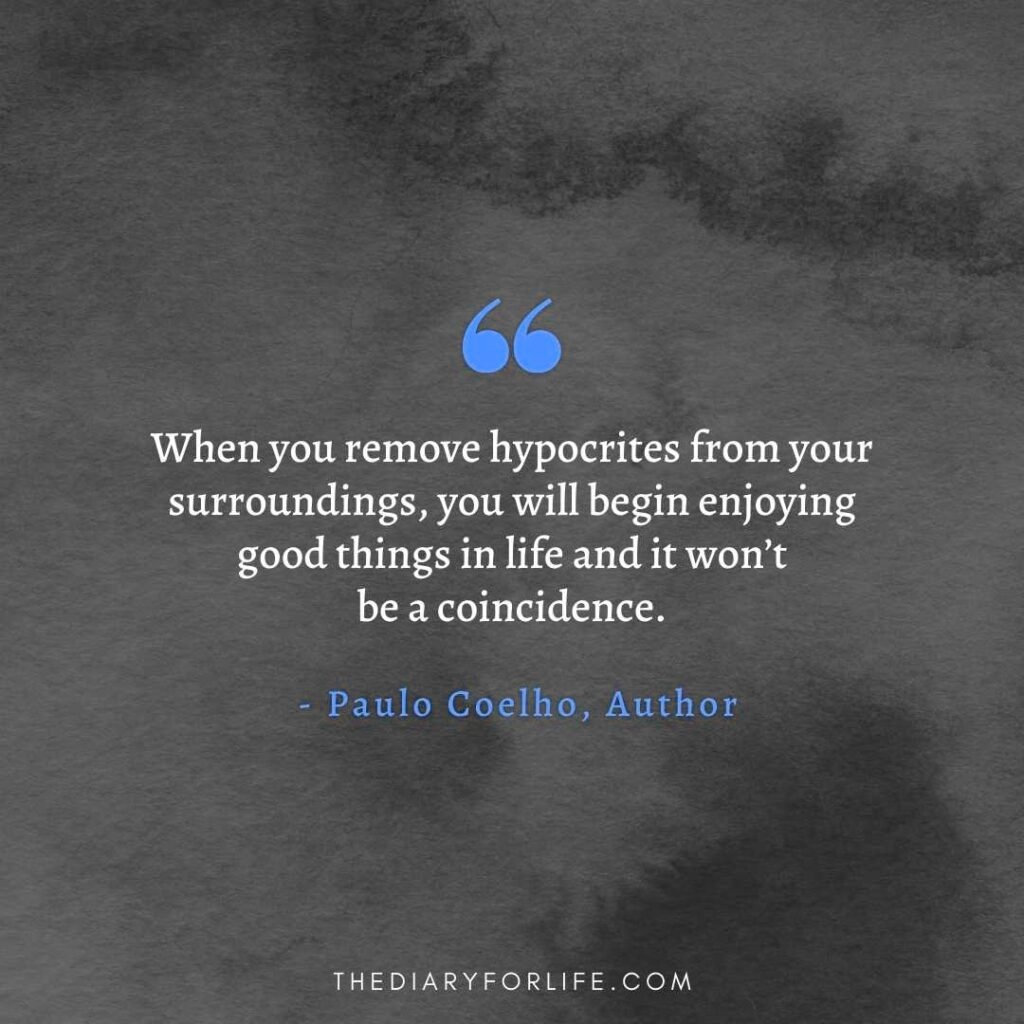 “
When you remove hypocrites from your
surroundings, you will begin enjoying
good things in life and it won’t
be a coincidence.
- Paulo Coelho, Author
THEDIARYFORLIFE.COM